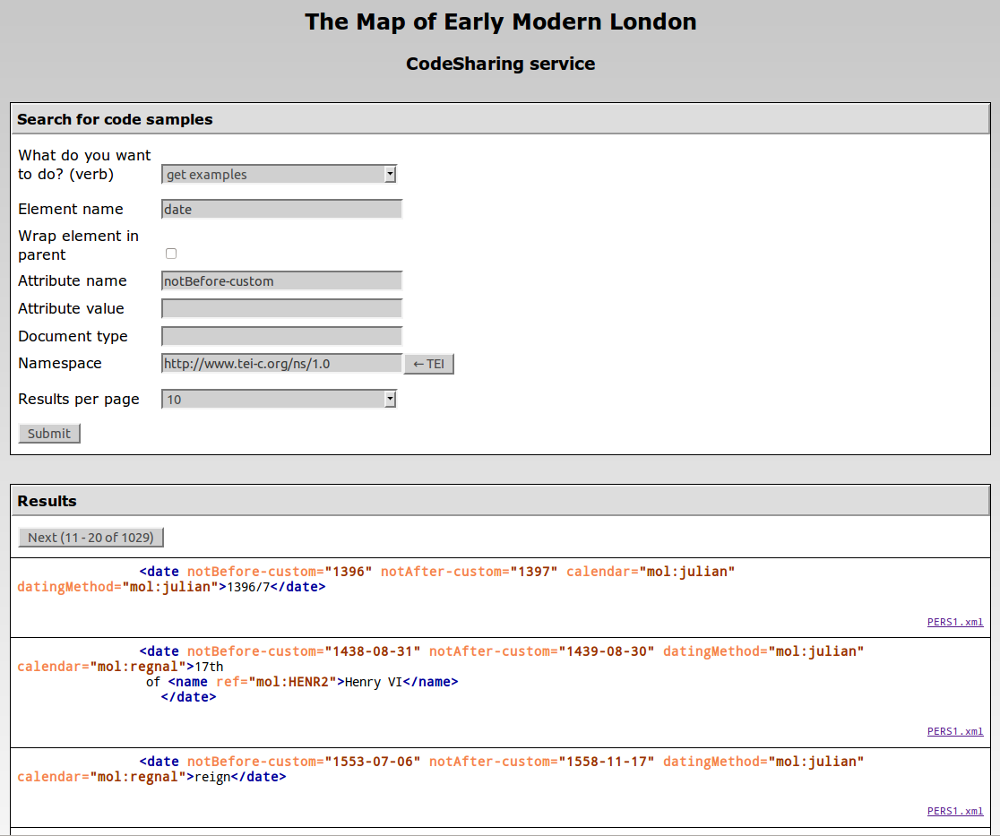 The Map of Early Modern London
CodeSharing service
Search for code samples
What do you want
to do? (verb)
get examples
Element name
date
Wrap element in
parent
Attribute name
notBefore-custom
Attribute value
Document type
Namespace
http://www.tei-c.org/ns/1.0
←TEI
Results per page
10
Submit
Results
Next (11 - 20 of 1029)
<date notBefore-custom="1396" notAfter-custom="1397" calendar="mol:julian"
datingMethod="mol:julian">1396/7</date>
PERS1.xml
<date notBefore-custom="1438-08-31" notAfter-custom="1439-08-30" datingMethod="mol:julian"
calendar="mol:regnal">17th
of <name ref="mol:HENR2">Henry VI</name>
</date>
PERS1.xml
<date notBefore-custom="1553-07-06" notAfter-custom="1558-11-17" datingMethod="mol:julian"
calendar="mol:regnal">reign</date>
PERS1.xml